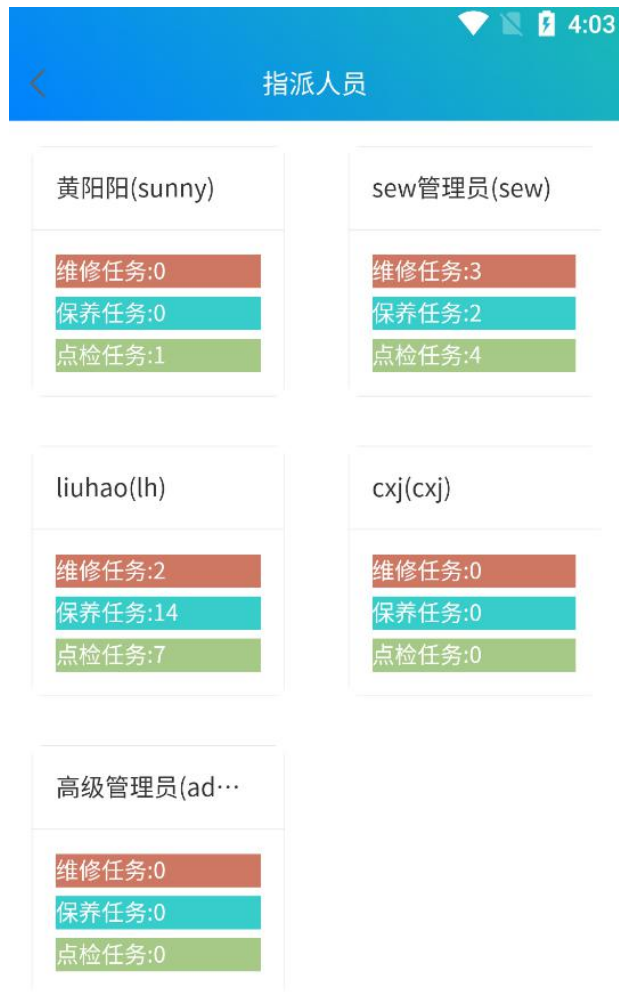 4:03
指派人员
黄阳阳(sunny)
维修任务:0
保养任务:0
点检任务:1
sew管理员(sew)
维修任务:3
保养任务:2
点检任务:4
liuhao(lh)
维修任务:2
保养任务:14
点检任务:7
cxj(cxj)
维修任务:0
保养任务:0
点检任务:0
高级管理员(ad···
维修任务:0
保养任务:0
点检任务:0